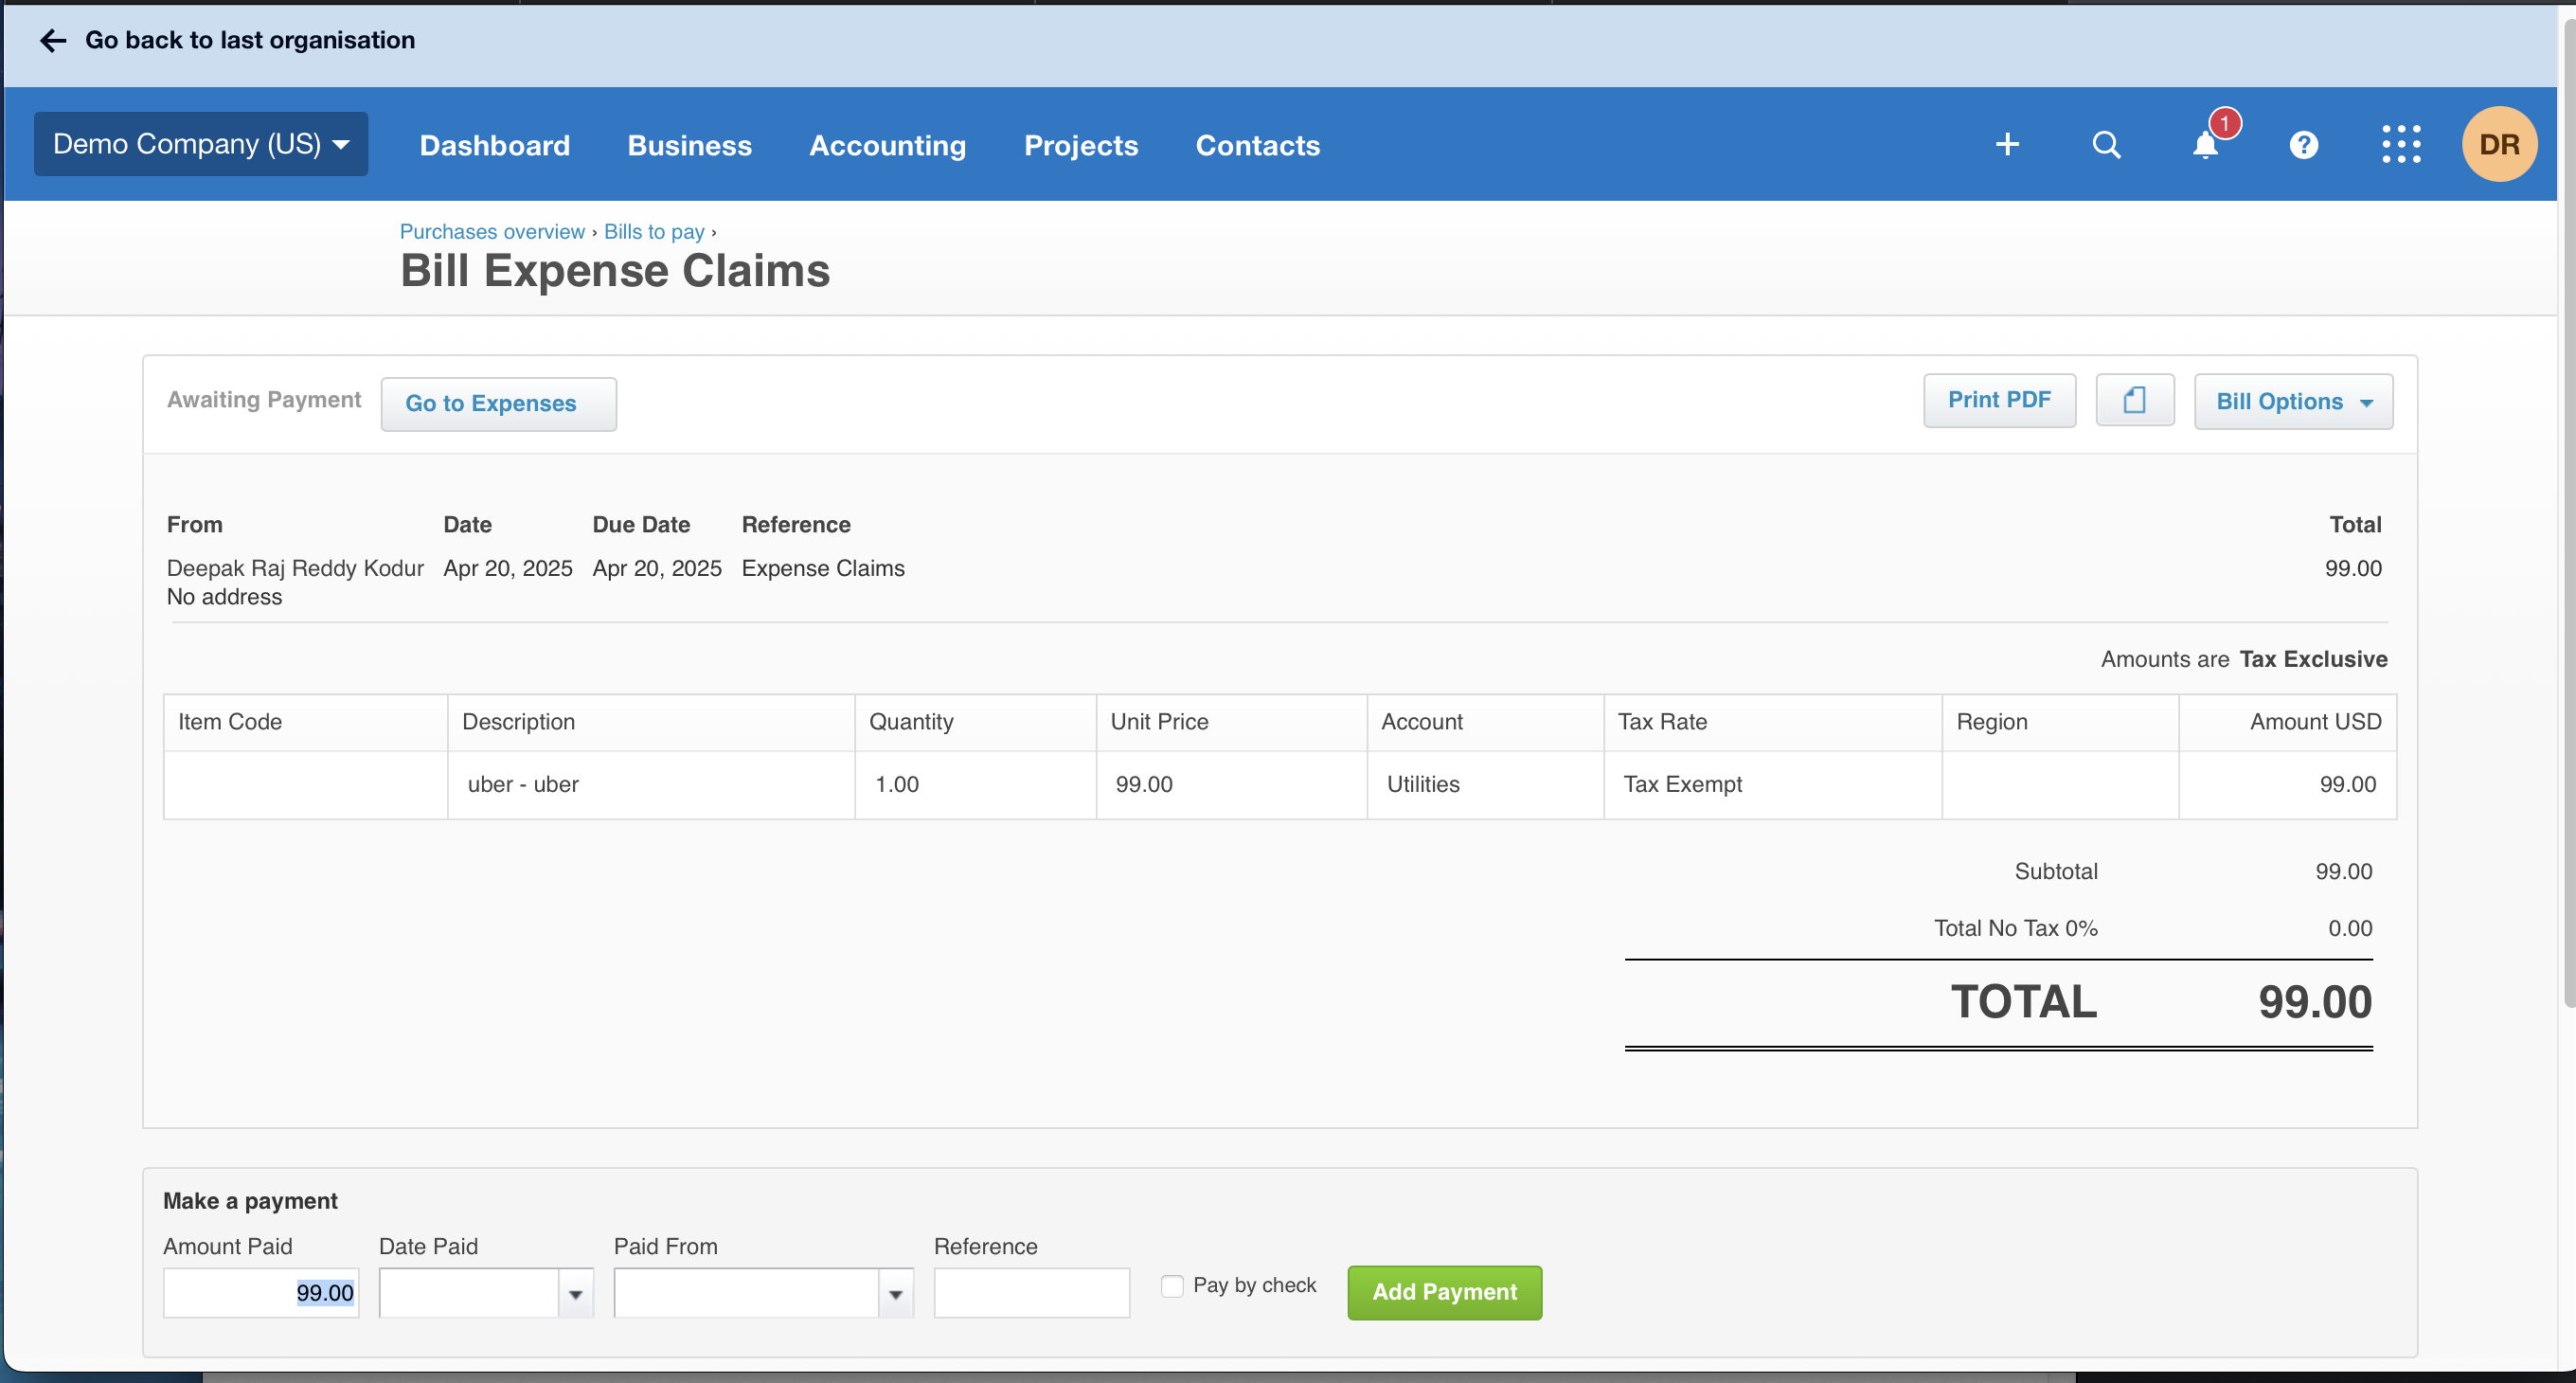 Go back to last organisation
Demo Company (US) Dashboard Business Accounting Projects Contacts 1 DR
Purchases overview › Bills to pay ›
Bill Expense Claims
Awaiting Payment Go to Expenses Print PDF Bill Options
From Date Due Date Reference Total
Deepak Raj Reddy Kodur Apr 20, 2025 Apr 20, 2025 Expense Claims 99.00
No address
Amounts are Tax Exclusive
Item Code Description Quantity Unit Price Account Tax Rate Region Amount USD
uber - uber 1.00 99.00 Utilities Tax Exempt 99.00
Subtotal 99.00
Total No Tax 0% 0.00
TOTAL 99.00
Make a payment
Amount Paid Date Paid Paid From Reference
99.00 Pay by check Add Payment